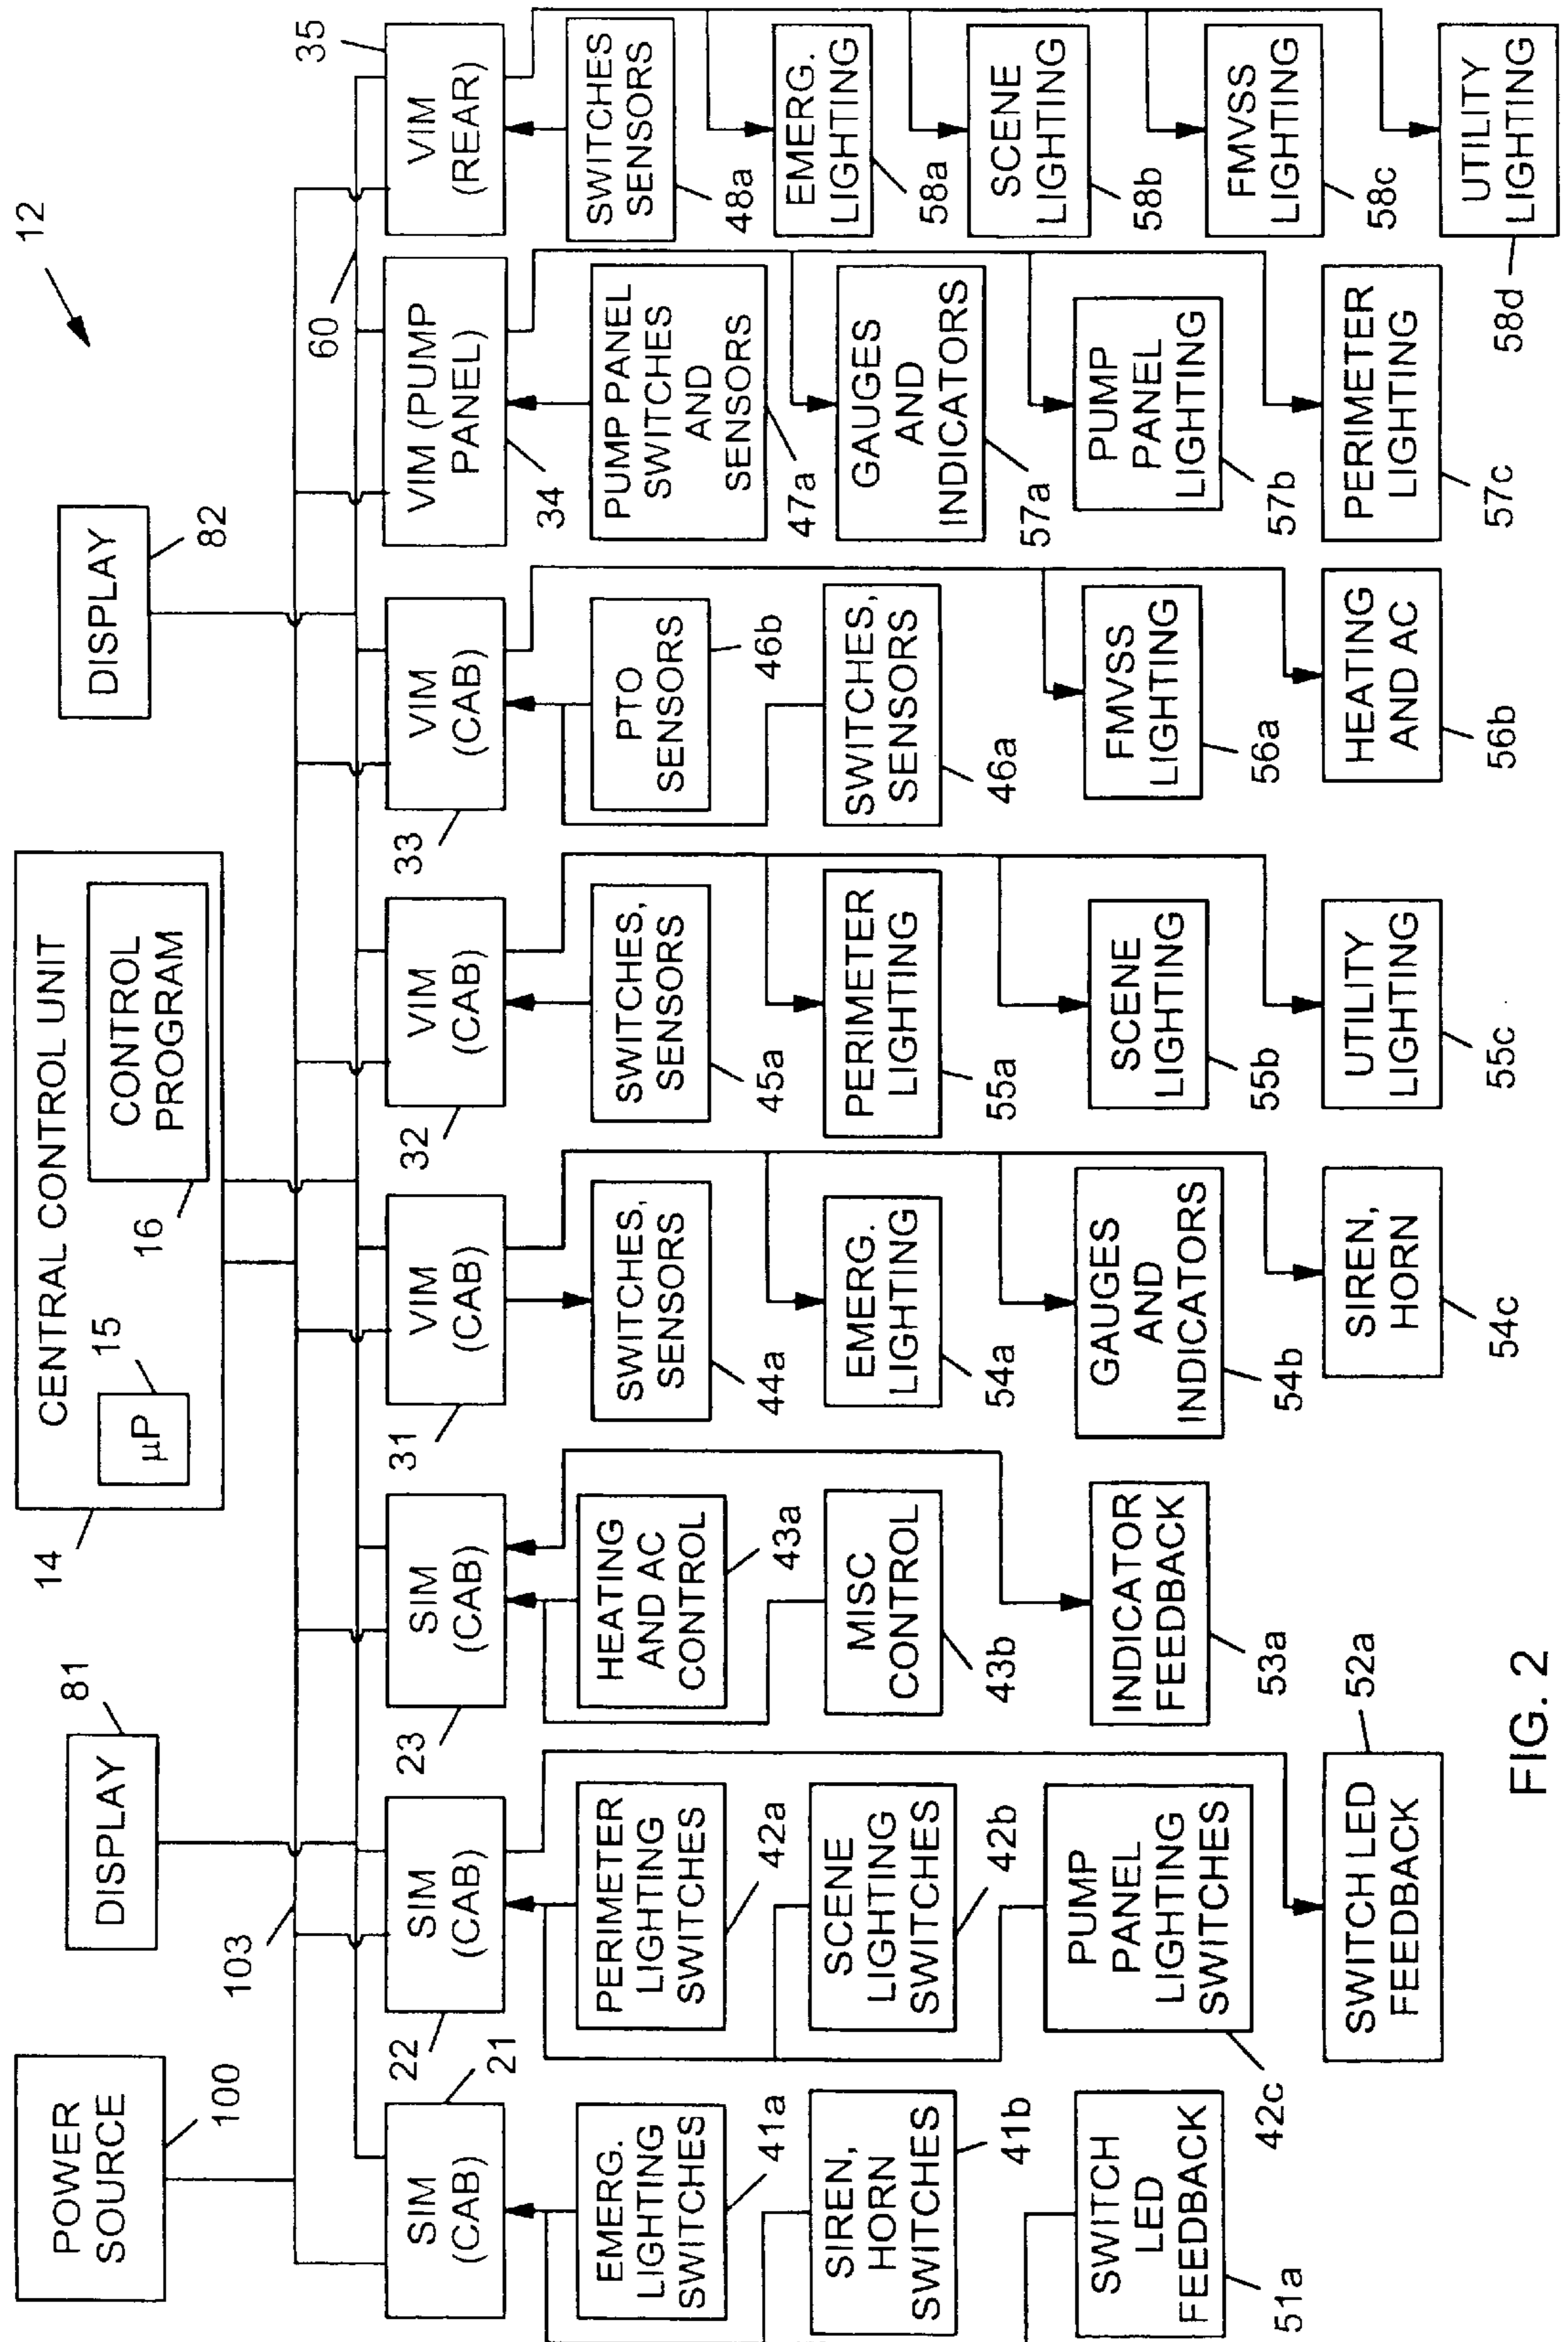 12
POWER
SOURCE
100
DISPLAY
81
CENTRAL CONTROL UNIT
14
µP
15
CONTROL
PROGRAM
16
DISPLAY
82
103
60
SIM
(CAB)
21
SIM
(CAB)
22
SIM
(CAB)
23
VIM
(CAB)
31
VIM
(CAB)
32
VIM
(CAB)
33
VIM (PUMP
PANEL)
34
VIM
(REAR)
35
EMERG.
LIGHTING
SWITCHES
41a
SIREN,
HORN
SWITCHES
41b
SWITCH
LED
FEEDBACK
51a
PERIMETER
LIGHTING
SWITCHES
42a
SCENE
LIGHTING
SWITCHES
42b
PUMP
PANEL
LIGHTING
SWITCHES
42c
SWITCH LED
FEEDBACK
52a
HEATING
AND AC
CONTROL
43a
MISC
CONTROL
43b
INDICATOR
FEEDBACK
53a
SWITCHES,
SENSORS
44a
EMERG.
LIGHTING
54a
GAUGES
AND
INDICATORS
54b
SIREN,
HORN
54c
SWITCHES,
SENSORS
45a
PERIMETER
LIGHTING
55a
SCENE
LIGHTING
55b
UTILITY
LIGHTING
55c
PTO
SENSORS
46b
SWITCHES,
SENSORS
46a
FMVSS
LIGHTING
56a
HEATING
AND AC
56b
PUMP PANEL
SWITCHES
AND
SENSORS
47a
GAUGES
AND
INDICATORS
57a
PUMP
PANEL
LIGHTING
57b
PERIMETER
LIGHTING
57c
SWITCHES
SENSORS
48a
EMERG.
LIGHTING
58a
SCENE
LIGHTING
58b
FMVSS
LIGHTING
58c
UTILITY
LIGHTING
58d
FIG. 2